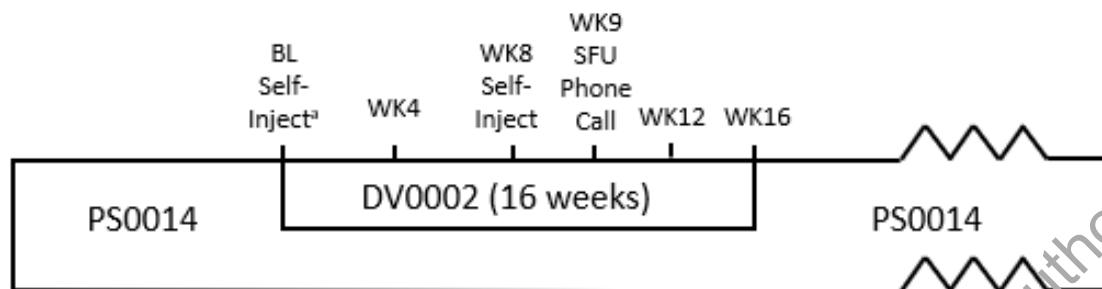 BL
Self-
Injectª
WK4
WK8
Self-
Inject
WK9
SFU
Phone
Call
WK12
WK16
PS0014
DV0002 (16 weeks)
PS0014